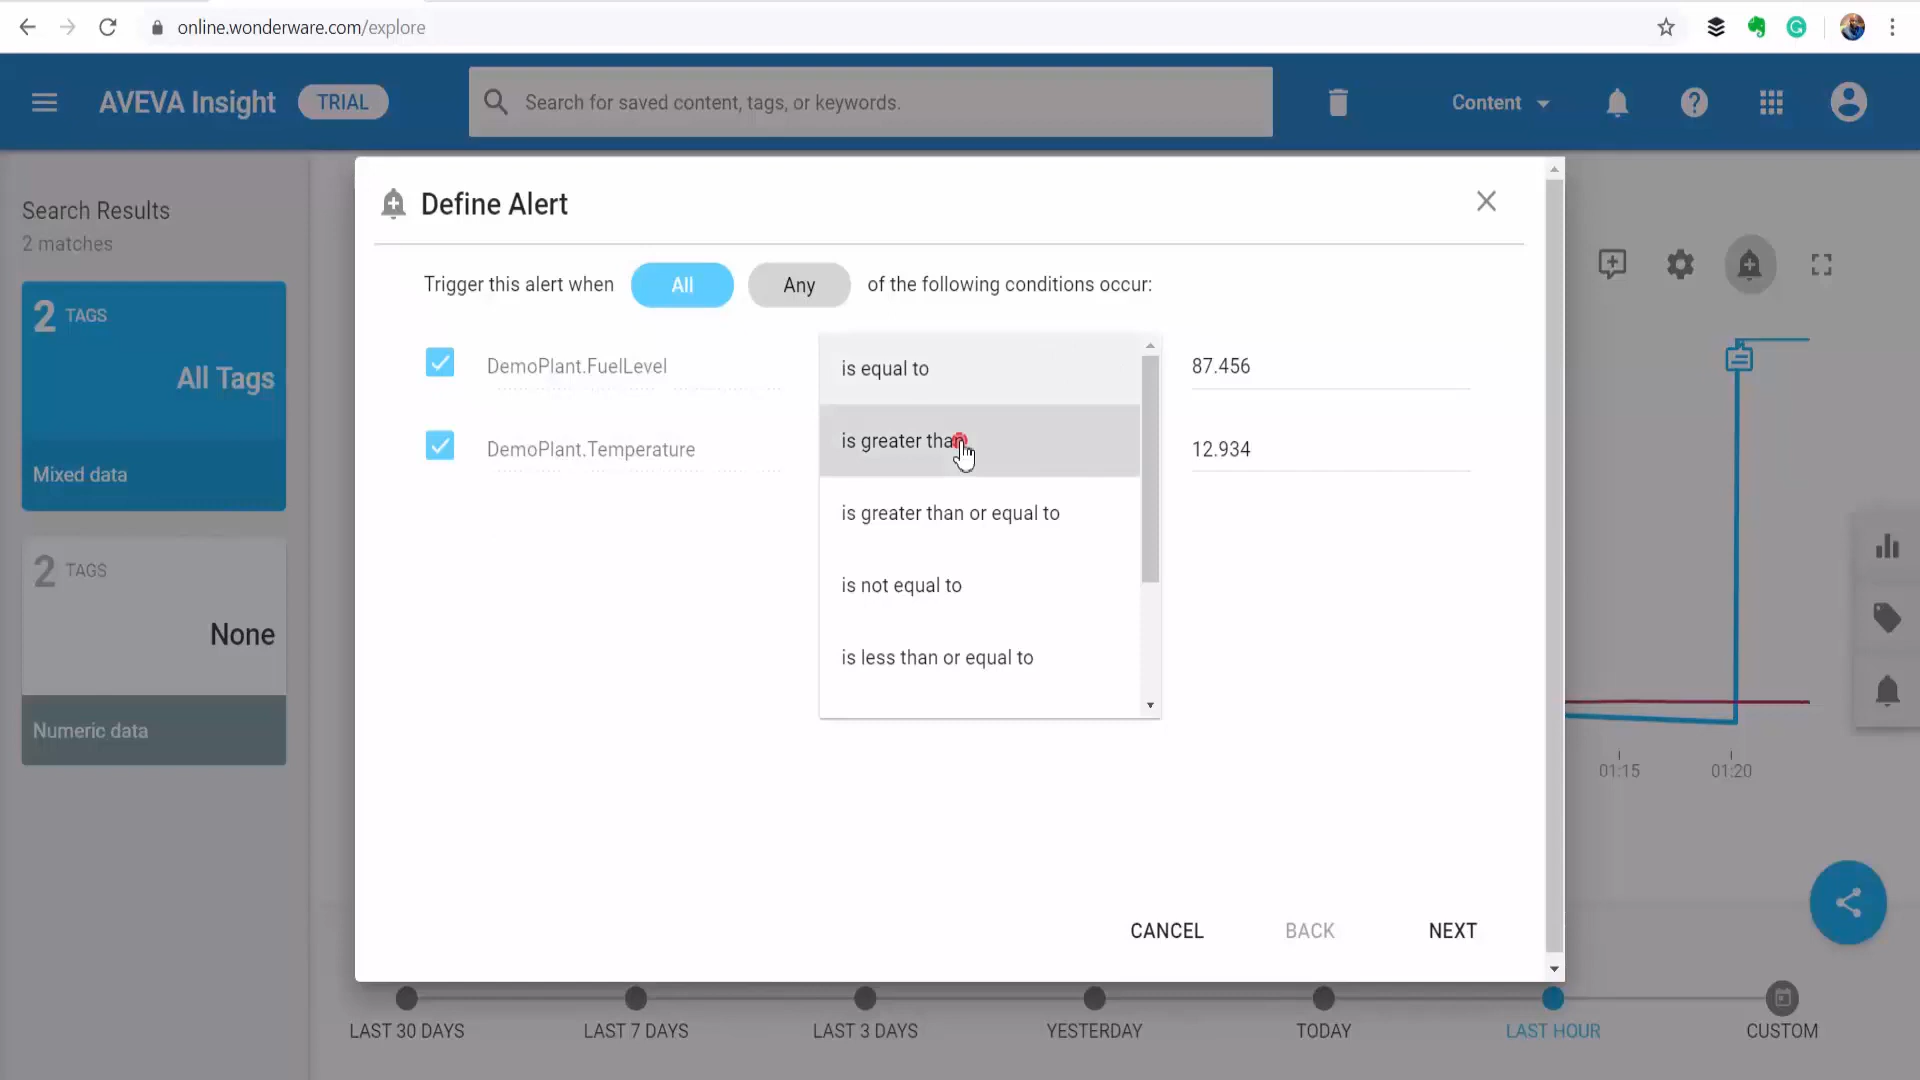 online.wonderware.com/explore
AVEVA Insight
TRIAL
Search for saved content, tags, or keywords.
Content
Search Results
2 matches
2 TAGS
All Tags
Mixed data
2 TAGS
None
Numeric data
Define Alert
Trigger this alert when All Any of the following conditions occur:
DemoPlant.FuelLevel
is equal to
87.456
is greater than
DemoPlant.Temperature
12.934
is greater than or equal to
is not equal to
is less than or equal to
01:15
01:20
CANCEL
BACK
NEXT
LAST 30 DAYS
LAST 7 DAYS
LAST 3 DAYS
YESTERDAY
TODAY
LAST HOUR
CUSTOM